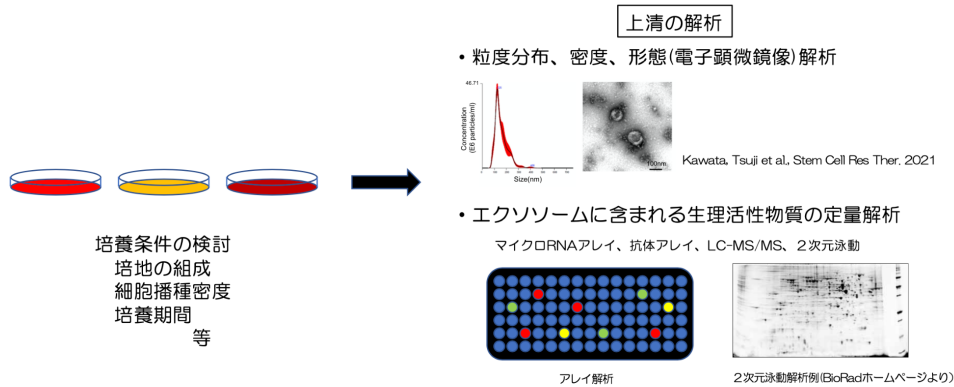 上清の解析
・粒度分布、密度、形態(電子顕微鏡像)解析
46.71
Concentration
(E6 particles/ml)
Size(nm)
100nm
Kawata, Tsuji et al., Stem Cell Res Ther. 2021
培養条件の検討
培地の組成
細胞播種密度
培養期間
等
・エクソソームに含まれる生理活性物質の定量解析
マイクロRNAアレイ、抗体アレイ、LC-MS/MS、２次元泳動
アレイ解析
２次元泳動解析例(BioRadホームページより)